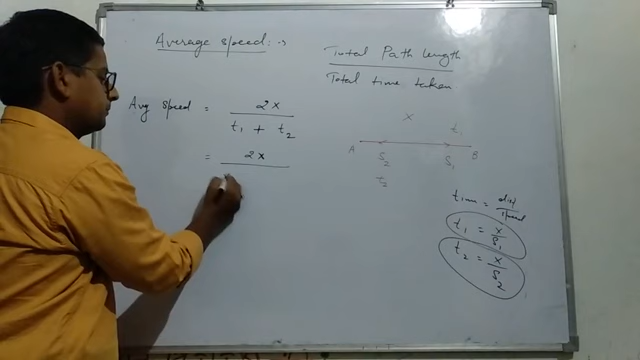 Average speed :->
Total Path length
Total time taken
Avg speed = 2x
t1 + t2
= 2x
x
t1
A B
S2 S1
t2
time = dist
speed
t1 = x
S1
t2 = x
S2